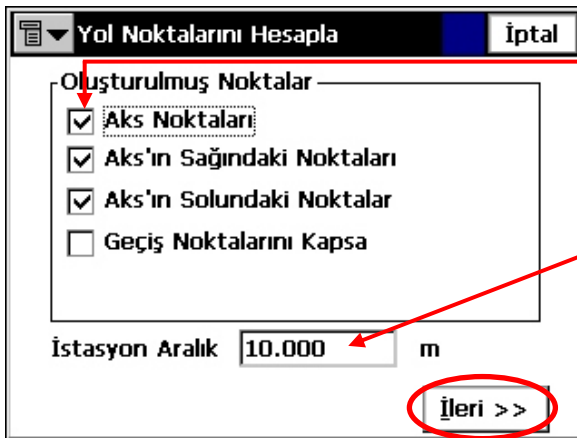 Yol Noktalarını Hesapla İptal
Oluşturulmuş Noktalar
Aks Noktaları
Aks'ın Sağındaki Noktaları
Aks'ın Solundaki Noktalar
Geçiş Noktalarını Kapsa
İstasyon Aralık 10.000 m
İleri >>